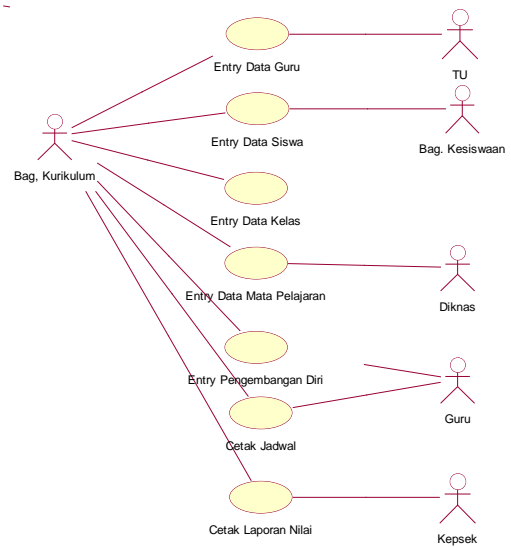 Entry Data Guru
TU
Entry Data Siswa
Bag. Kesiswaan
Bag, Kurikulum
Entry Data Kelas
Entry Data Mata Pelajaran
Diknas
Entry Pengembangan Diri
Guru
Cetak Jadwal
Cetak Laporan Nilai
Kepsek